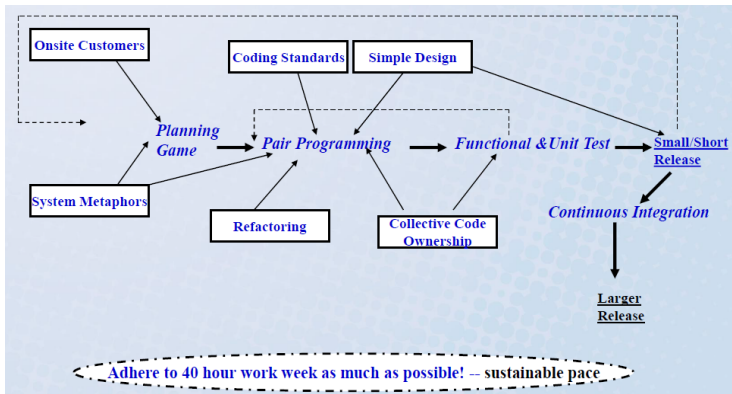 Onsite Customers
Coding Standards
Simple Design
Planning
Game
Pair Programming
Functional &Unit Test
Small/Short
Release
System Metaphors
Refactoring
Collective Code
Ownership
Continuous Integration
Larger
Release
Adhere to 40 hour work week as much as possible! -- sustainable pace